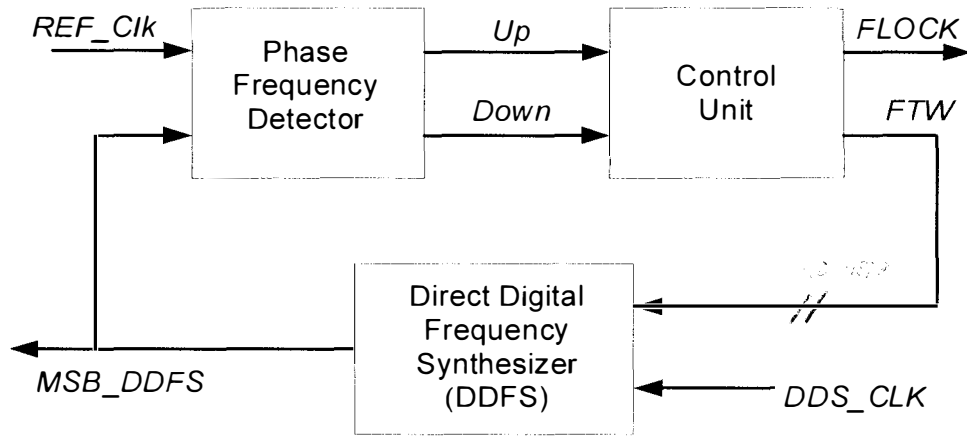 REF_Clk
Phase
Frequency
Detector
Up
Down
Control
Unit
FLOCK
FTW
Direct Digital
Frequency
Synthesizer
(DDFS)
MSB_DDFS
DDS_CLK